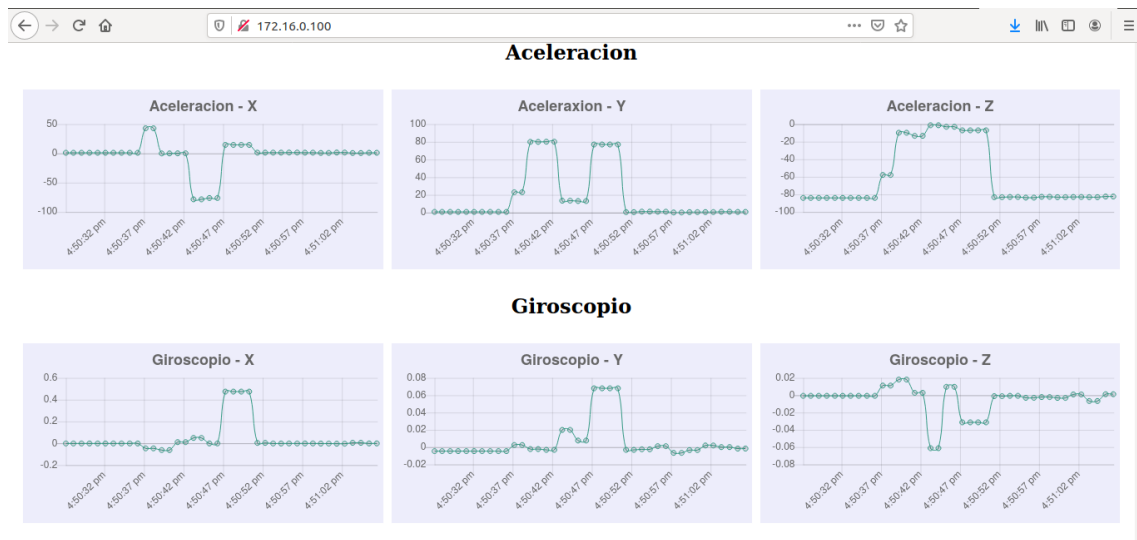 172.16.0.100
Aceleracion
Aceleracion - X
50
0
-50
-100
4:50:32 pm
4:50:37 pm
4:50:42 pm
4:50:47 pm
4:50:52 pm
4:50:57 pm
4:51:02 pm
Aceleraxion - Y
100
80
60
40
20
0
4:50:32 pm
4:50:37 pm
4:50:42 pm
4:50:47 pm
4:50:52 pm
4:50:57 pm
4:51:02 pm
Aceleracion - Z
0
-20
-40
-60
-80
-100
4:50:32 pm
4:50:37 pm
4:50:42 pm
4:50:47 pm
4:50:52 pm
4:50:57 pm
4:51:02 pm
Giroscopio
Giroscopio - X
0.6
0.4
0.2
0
-0.2
4:50:32 pm
4:50:37 pm
4:50:42 pm
4:50:47 pm
4:50:52 pm
4:50:57 pm
4:51:02 pm
Giroscopio - Y
0.08
0.06
0.04
0.02
0
-0.02
4:50:32 pm
4:50:37 pm
4:50:42 pm
4:50:47 pm
4:50:52 pm
4:50:57 pm
4:51:02 pm
Giroscopio - Z
0.02
0
-0.02
-0.04
-0.06
-0.08
4:50:32 pm
4:50:37 pm
4:50:42 pm
4:50:47 pm
4:50:52 pm
4:50:57 pm
4:51:02 pm